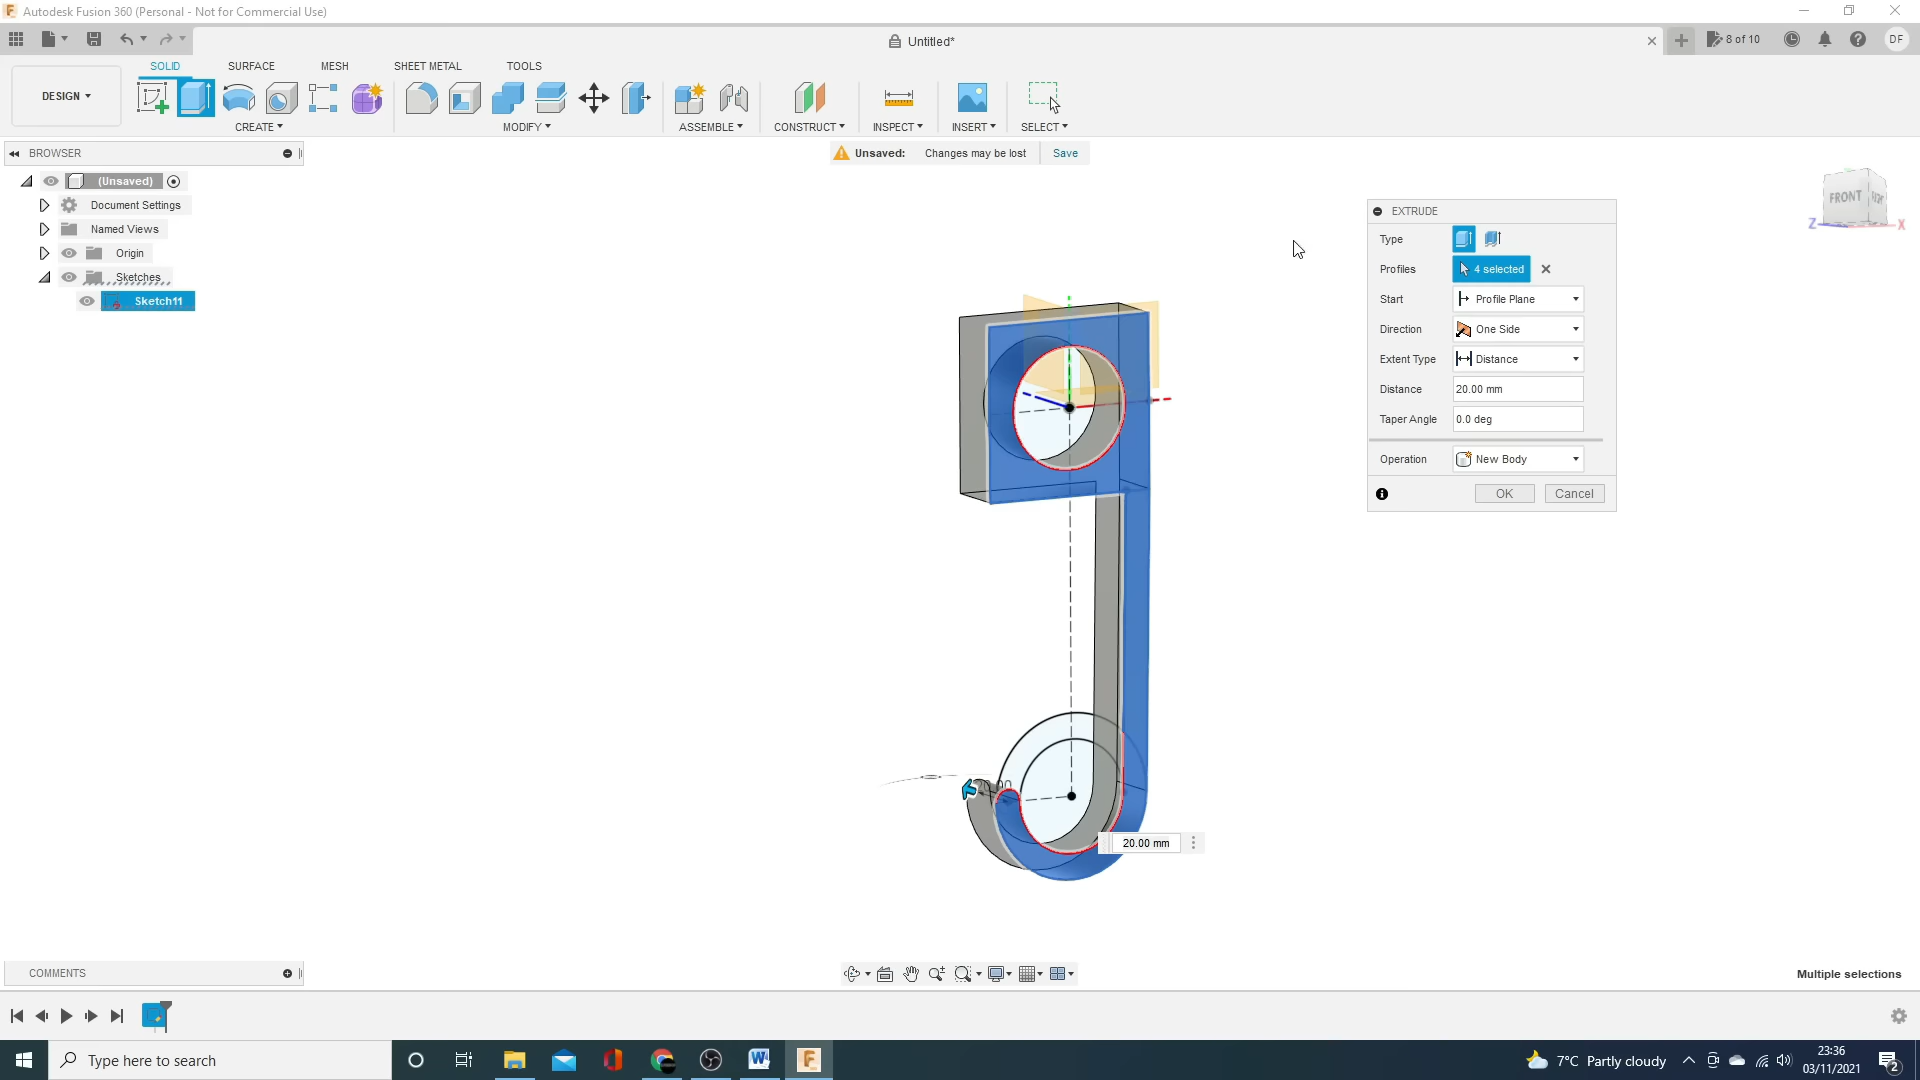 Autodesk Fusion 360 (Personal - Not for Commercial Use)
Untitled*
8 of 10
DF
DESIGN
SOLID
SURFACE
MESH
SHEET METAL
TOOLS
CREATE
MODIFY
ASSEMBLE
CONSTRUCT
INSPECT
INSERT
SELECT
BROWSER
Unsaved: Changes may be lost
Save
(Unsaved)
Document Settings
Named Views
Origin
Sketches
Sketch11
FRONT
Z
X
EXTRUDE
Type
Profiles 4 selected
Start Profile Plane
Direction One Side
Extent Type Distance
Distance 20.00 mm
Taper Angle 0.0 deg
Operation New Body
OK
Cancel
20.00 mm
COMMENTS
Multiple selections
Type here to search
7°C Partly cloudy
23:36
03/11/2021
2